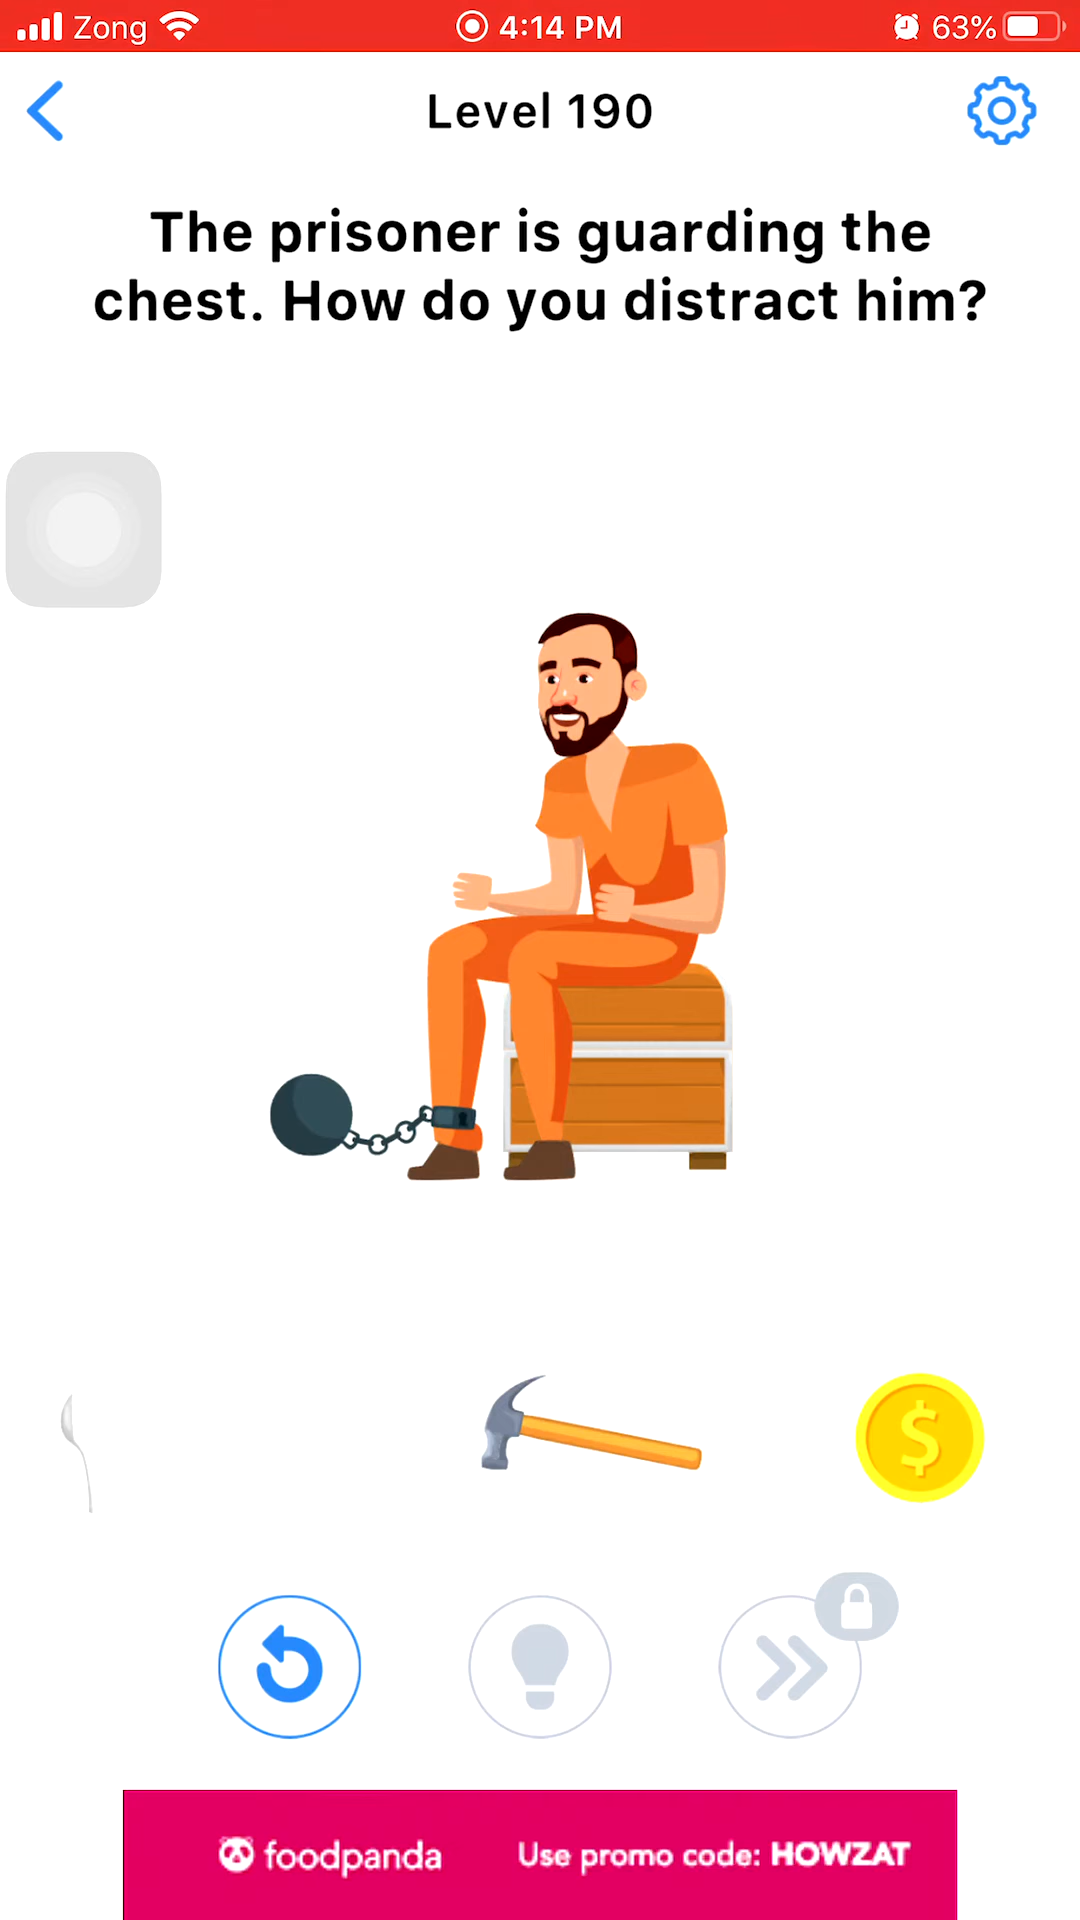 Zong 4:14 PM 63%
Level 190
The prisoner is guarding the
chest. How do you distract him?
$
foodpanda Use promo code: HOWZAT